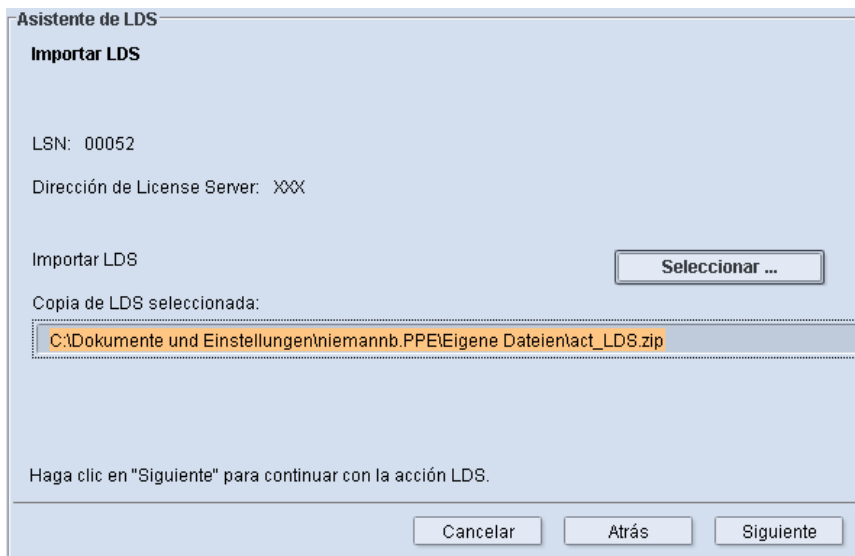 Asistente de LDS
Importar LDS
LSN: 00052
Dirección de License Server: XXX
Importar LDS
Seleccionar ...
Copia de LDS seleccionada:
C:\Dokumente und Einstellungen\niemannb.PPE\Eigene Dateien\act_LDS.zip
Haga clic en "Siguiente" para continuar con la acción LDS.
Cancelar Atrás Siguiente